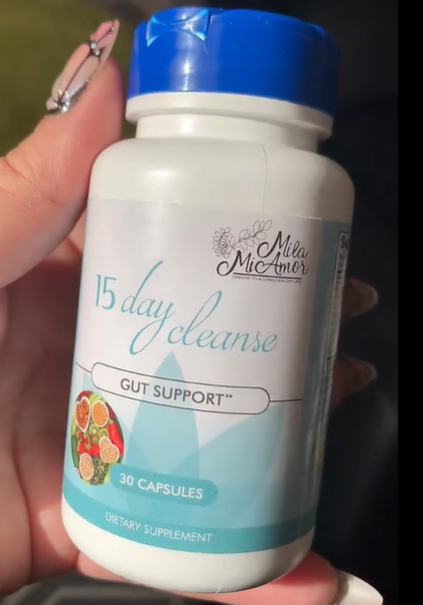 Mila
MiAmor
15 day
cleanse
GUT SUPPORT**
30 CAPSULES
DIETARY SUPPLEMENT